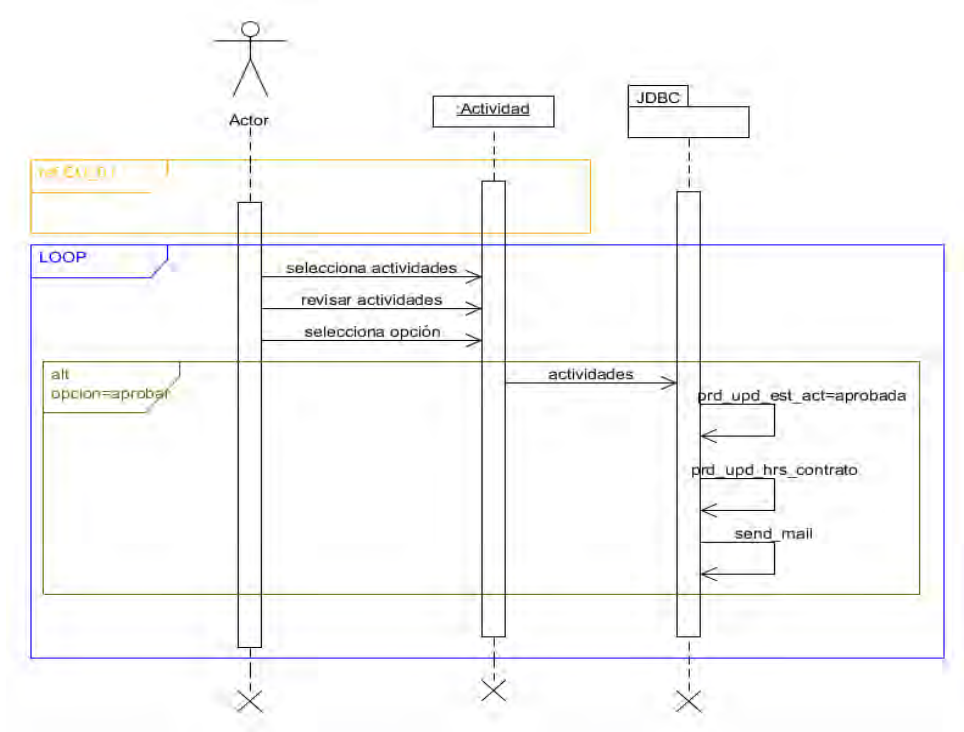 Actor
:Actividad
JDBC
LOOP
selecciona actividades
revisar actividades
selecciona opción
alt
opcion=aprobar
actividades
prd_upd_est_act=aprobada
prd_upd_hrs_contrato
send_mail